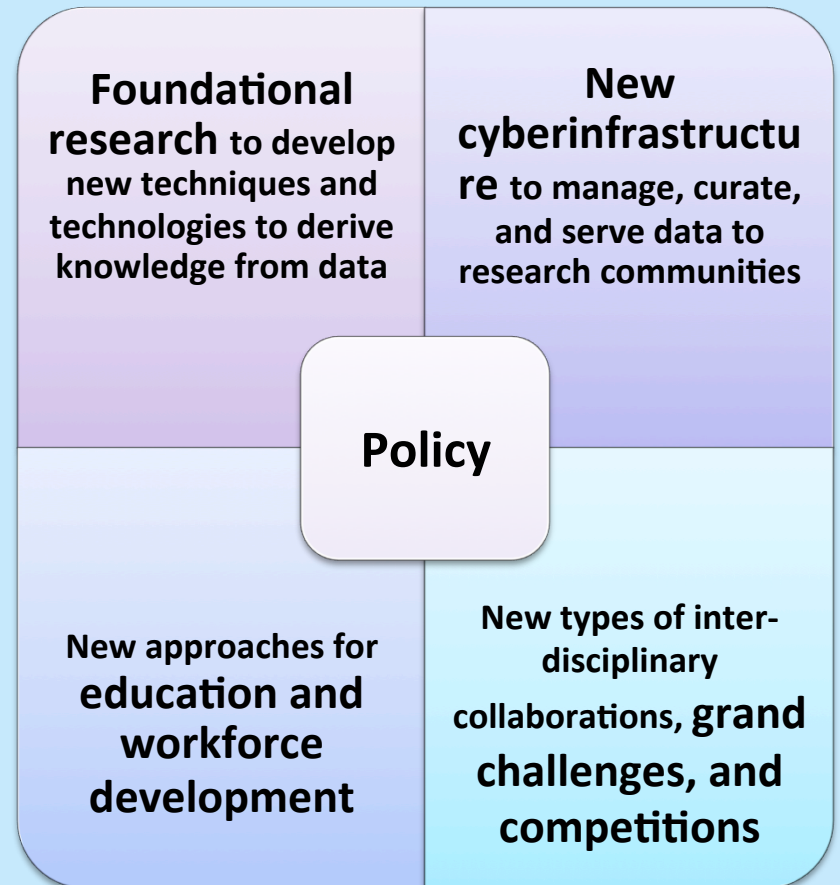 Foundational
research to develop
new techniques and
technologies to derive
knowledge from data
New
cyberinfrastructu
re to manage, curate,
and serve data to
research communities
Policy
New approaches for
education and
workforce
development
New types of inter-
disciplinary
collaborations, grand
challenges, and
competitions